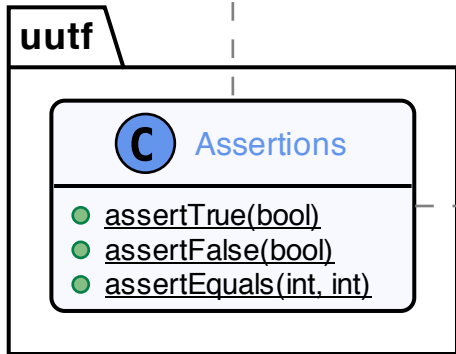 uutf
C Assertions
assertTrue(bool)
assertFalse(bool)
assertEquals(int, int)